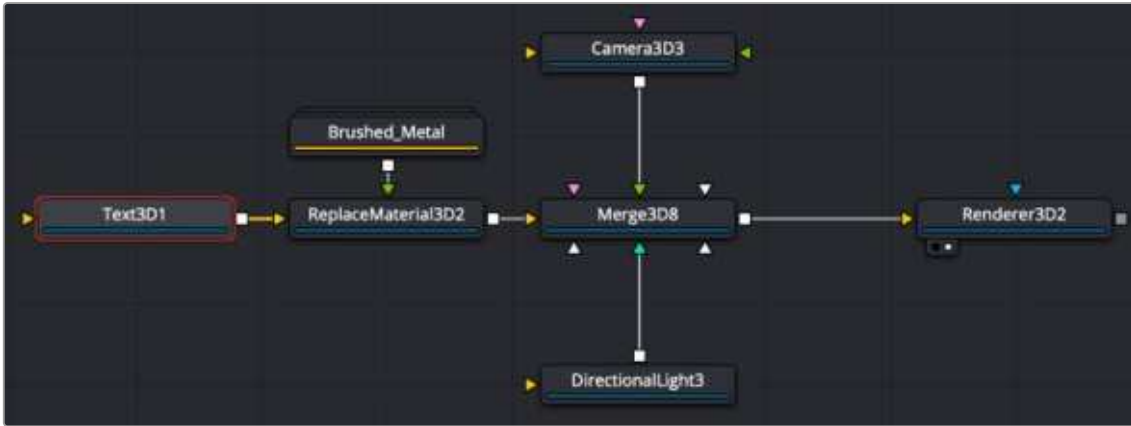 Camera3D3
Brushed_Metal
Text3D1
ReplaceMaterial3D2
Merge3D8
Renderer3D2
DirectionalLight3